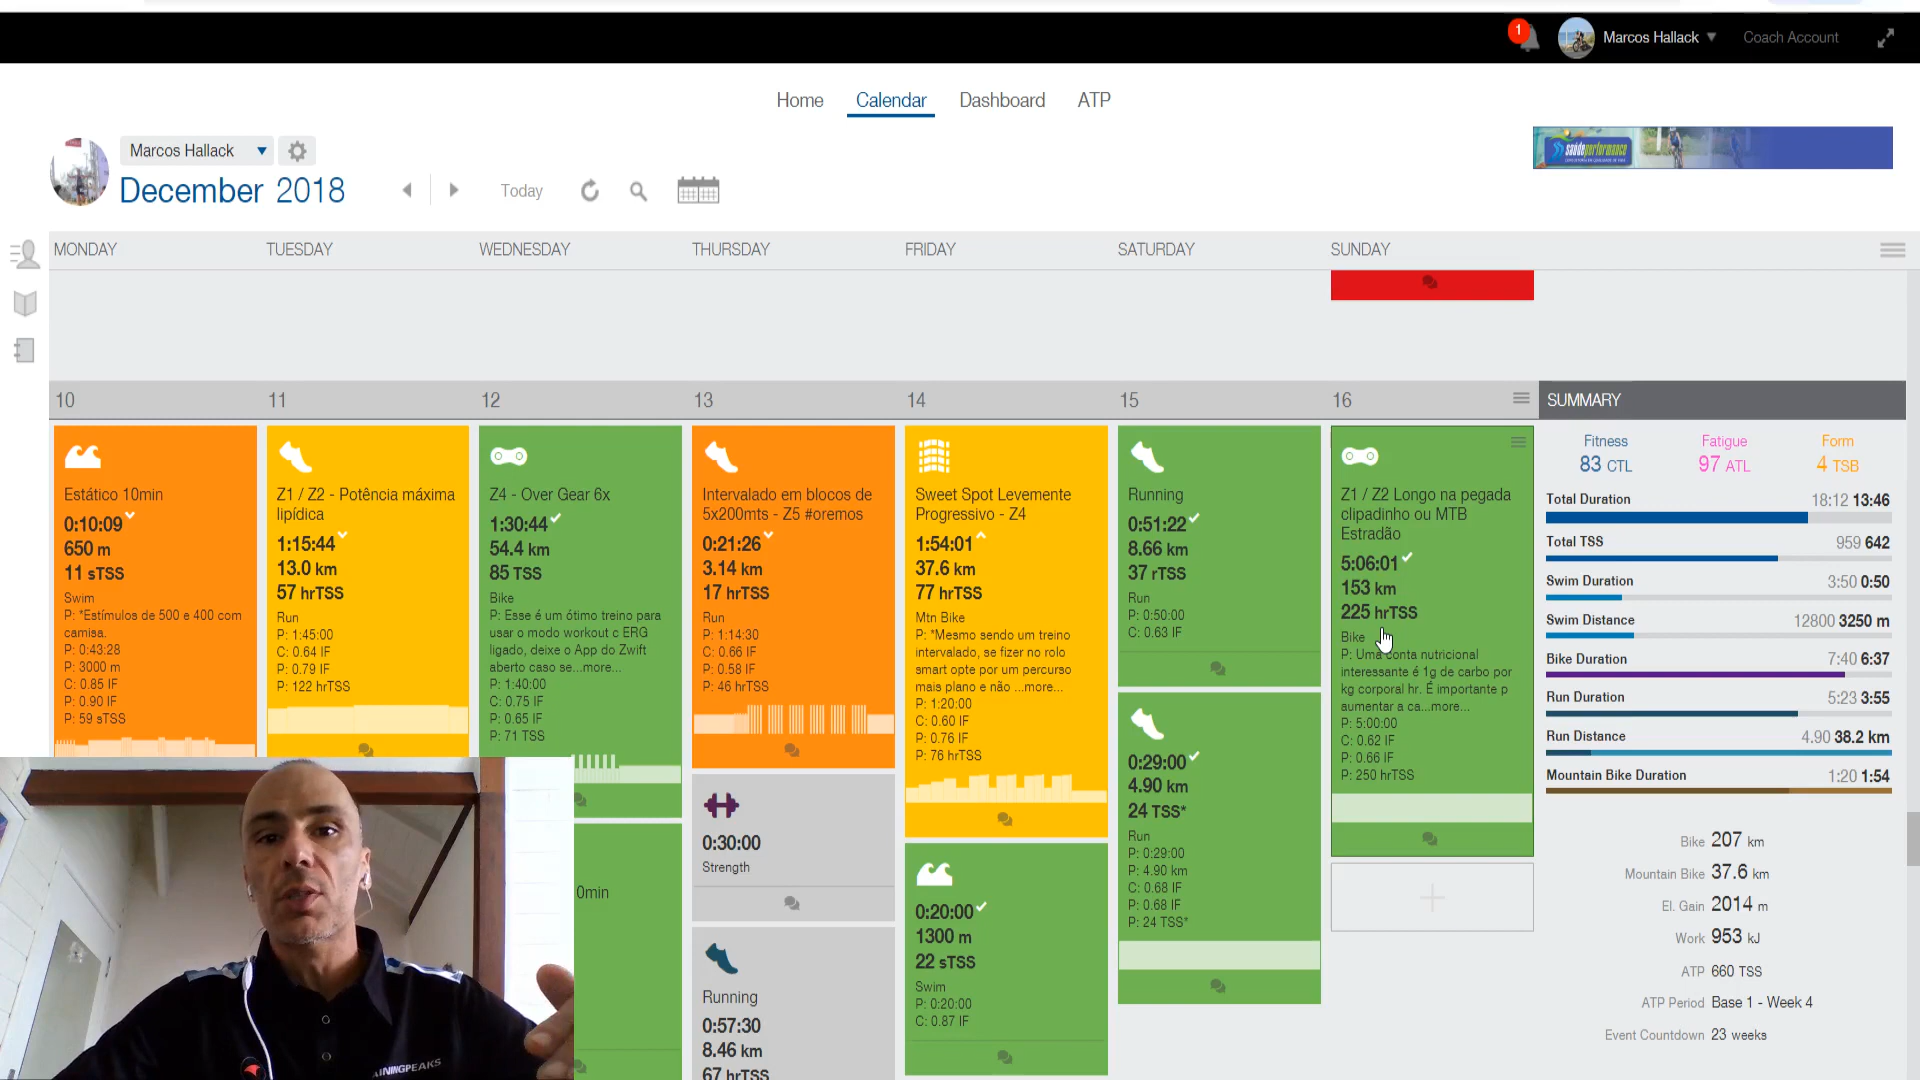 1
Marcos Hallack
Coach Account
Home
Calendar
Dashboard
ATP
Marcos Hallack
December 2018
Today
saúdeperformance
MONDAY
TUESDAY
WEDNESDAY
THURSDAY
FRIDAY
SATURDAY
SUNDAY
10
11
12
13
14
15
16
SUMMARY
Estático 10min
0:10:09
650 m
11 sTSS
Swim
P: *Estímulos de 500 e 400 com
camisa.
P: 0:43:28
P: 3000 m
C: 0.85 IF
P: 0.90 IF
P: 59 sTSS
Z1 / Z2 - Potência máxima
lipídica
1:15:44
13.0 km
57 hrTSS
Run
P: 1:45:00
C: 0.64 IF
P: 0.79 IF
P: 122 hrTSS
Z4 - Over Gear 6x
1:30:44
54.4 km
85 TSS
Bike
P: Esse é um ótimo treino para
usar o modo workout c ERG
ligado, deixe o App do Zwift
aberto caso se...more...
P: 1:40:00
C: 0.75 IF
P: 0.65 IF
P: 71 TSS
0min
Intervalado em blocos de
5x200mts - Z5 #oremos
0:21:26
3.14 km
17 hrTSS
Run
P: 1:14:30
C: 0.66 IF
P: 0.58 IF
P: 46 hrTSS
0:30:00
Strength
Running
0:57:30
8.46 km
67 hrTSS
Sweet Spot Levemente
Progressivo - Z4
1:54:01
37.6 km
77 hrTSS
Mtn Bike
P: *Mesmo sendo um treino
intervalado, se fizer no rolo
smart opte por um percurso
mais plano e não ...more...
P: 1:20:00
C: 0.60 IF
P: 0.76 IF
P: 76 hrTSS
0:20:00
1300 m
22 sTSS
Swim
P: 0:20:00
C: 0.87 IF
Running
0:51:22
8.66 km
37 rTSS
Run
P: 0:50:00
C: 0.63 IF
0:29:00
4.90 km
24 TSS*
Run
P: 0:29:00
P: 4.90 km
C: 0.68 IF
P: 0.68 IF
P: 24 TSS*
Z1 / Z2 Longo na pegada
clipadinho ou MTB
Estradão
5:06:01
153 km
225 hrTSS
Bike
P: Uma conta nutricional
interessante é 1g de carbo por
kg corporal hr. É importante p
aumentar a ca...more...
P: 5:00:00
C: 0.62 IF
P: 0.66 IF
P: 250 hrTSS
Fitness
83 CTL
Fatigue
97 ATL
Form
4 TSB
Total Duration 18:12 13:46
Total TSS 959 642
Swim Duration 3:50 0:50
Swim Distance 12800 3250 m
Bike Duration 7:40 6:37
Run Duration 5:23 3:55
Run Distance 4.90 38.2 km
Mountain Bike Duration 1:20 1:54
Bike 207 km
Mountain Bike 37.6 km
El. Gain 2014 m
Work 953 kJ
ATP 660 TSS
ATP Period Base 1 - Week 4
Event Countdown 23 weeks
AININGPEAKS